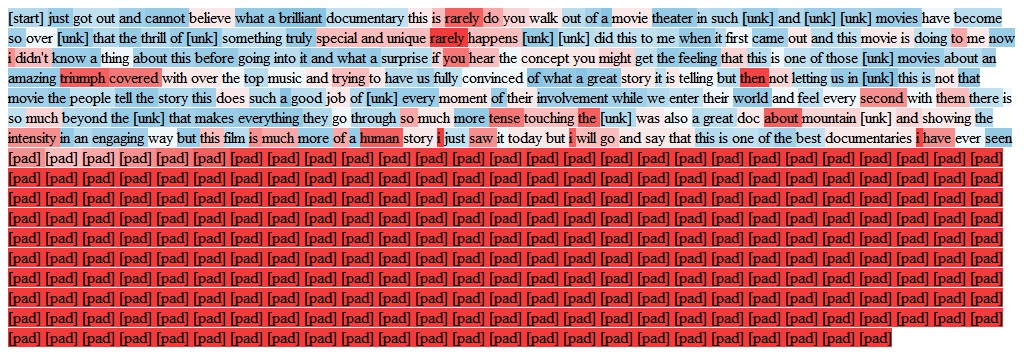 [start] just got out and cannot believe what a brilliant documentary this is rarely do you walk out of a movie theater in such [unk] and [unk] [unk] movies have become
so over [unk] that the thrill of [unk] something truly special and unique rarely happens [unk] [unk] did this to me when it first came out and this movie is doing to me now
i didn't know a thing about this before going into it and what a surprise if you hear the concept you might get the feeling that this is one of those [unk] movies about an
amazing triumph covered with over the top music and trying to have us fully convinced of what a great story it is telling but then not letting us in [unk] this is not that
movie the people tell the story this does such a good job of [unk] every moment of their involvement while we enter their world and feel every second with them there is
so much beyond the [unk] that makes everything they go through so much more tense touching the [unk] was also a great doc about mountain [unk] and showing the
intensity in an engaging way but this film is much more of a human story i just saw it today but i will go and say that this is one of the best documentaries i have ever seen
[pad] [pad] [pad] [pad] [pad] [pad] [pad] [pad] [pad] [pad] [pad] [pad] [pad] [pad] [pad] [pad] [pad] [pad] [pad] [pad] [pad] [pad] [pad] [pad] [pad] [pad] [pad]
[pad] [pad] [pad] [pad] [pad] [pad] [pad] [pad] [pad] [pad] [pad] [pad] [pad] [pad] [pad] [pad] [pad] [pad] [pad] [pad] [pad] [pad] [pad] [pad] [pad] [pad] [pad]
[pad] [pad] [pad] [pad] [pad] [pad] [pad] [pad] [pad] [pad] [pad] [pad] [pad] [pad] [pad] [pad] [pad] [pad] [pad] [pad] [pad] [pad] [pad] [pad] [pad] [pad] [pad]
[pad] [pad] [pad] [pad] [pad] [pad] [pad] [pad] [pad] [pad] [pad] [pad] [pad] [pad] [pad] [pad] [pad] [pad] [pad] [pad] [pad] [pad] [pad] [pad] [pad] [pad] [pad]
[pad] [pad] [pad] [pad] [pad] [pad] [pad] [pad] [pad] [pad] [pad] [pad] [pad] [pad] [pad] [pad] [pad] [pad] [pad] [pad] [pad] [pad] [pad] [pad] [pad] [pad] [pad]
[pad] [pad] [pad] [pad] [pad] [pad] [pad] [pad] [pad] [pad] [pad] [pad] [pad] [pad] [pad] [pad] [pad] [pad] [pad] [pad] [pad] [pad] [pad] [pad] [pad] [pad] [pad]
[pad] [pad] [pad] [pad] [pad] [pad] [pad] [pad] [pad] [pad] [pad] [pad] [pad] [pad] [pad] [pad] [pad] [pad] [pad] [pad] [pad] [pad] [pad] [pad] [pad] [pad] [pad]
[pad] [pad] [pad] [pad] [pad] [pad] [pad] [pad] [pad] [pad] [pad] [pad] [pad] [pad] [pad] [pad] [pad] [pad] [pad] [pad] [pad] [pad] [pad] [pad] [pad] [pad] [pad]
[pad] [pad] [pad] [pad] [pad] [pad] [pad] [pad] [pad] [pad] [pad] [pad] [pad] [pad] [pad] [pad] [pad] [pad] [pad] [pad] [pad] [pad] [pad] [pad] [pad] [pad] [pad]
[pad] [pad] [pad] [pad] [pad] [pad] [pad] [pad] [pad] [pad] [pad] [pad] [pad] [pad] [pad] [pad] [pad] [pad] [pad] [pad] [pad] [pad] [pad] [pad]